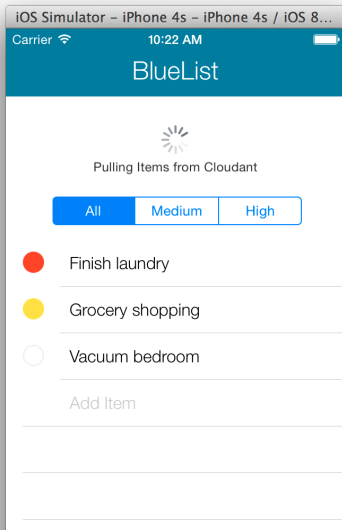 iOS Simulator – iPhone 4s – iPhone 4s / iOS 8...
Carrier 10:22 AM
BlueList
Pulling Items from Cloudant
All Medium High
Finish laundry
Grocery shopping
Vacuum bedroom
Add Item